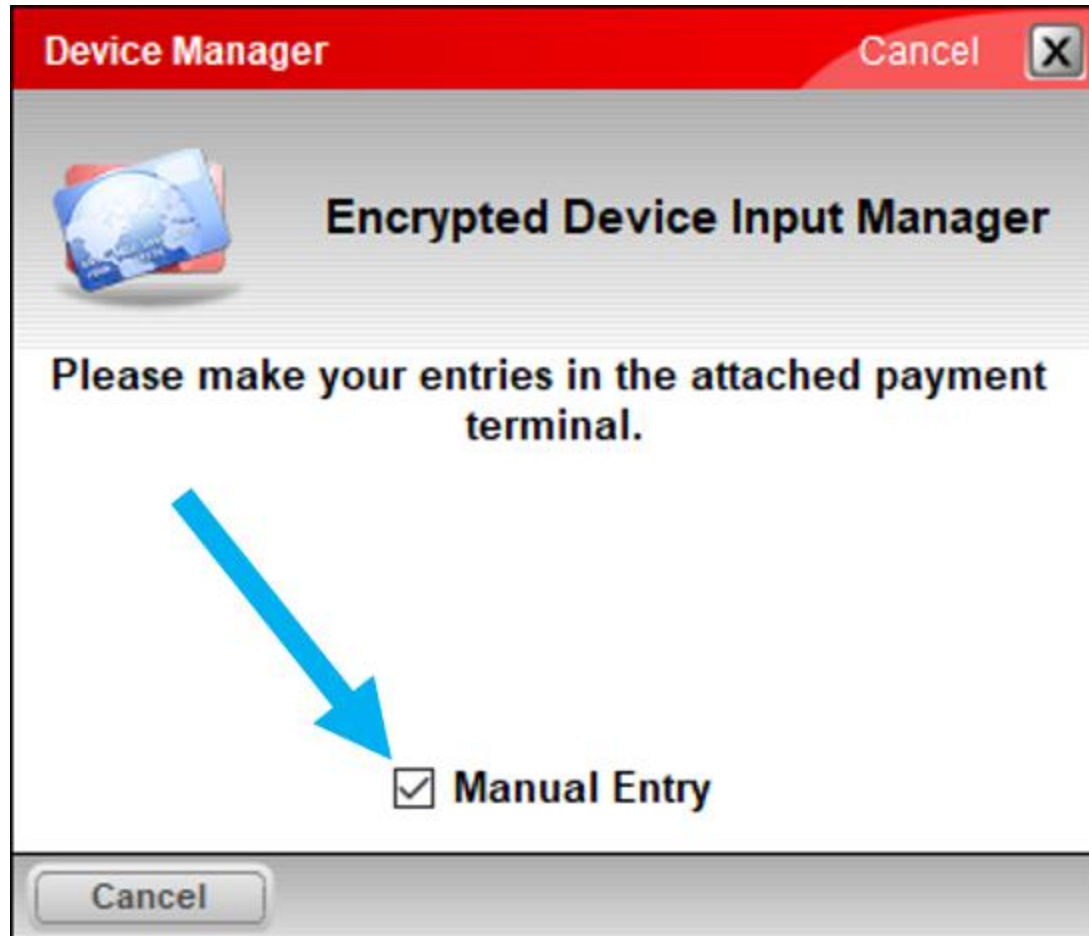 Device Manager
Cancel
Encrypted Device Input Manager
Please make your entries in the attached payment
terminal.
Manual Entry
Cancel